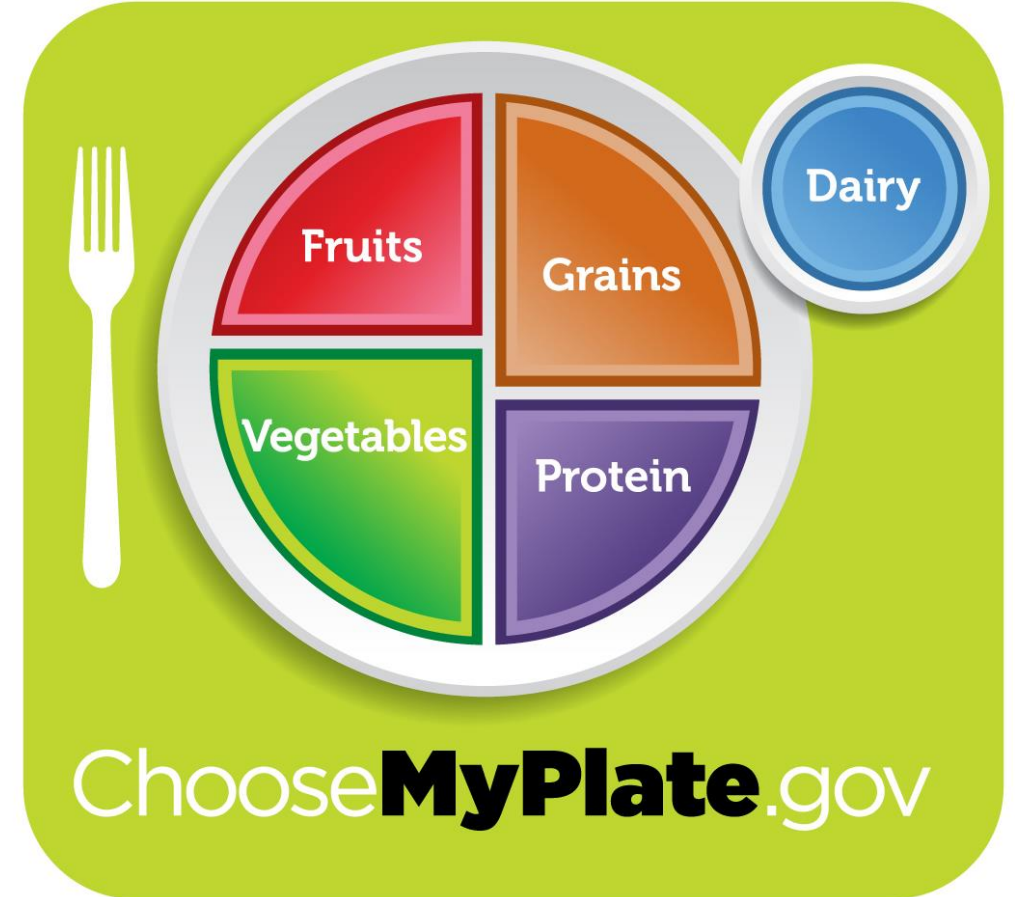 Fruits
Grains
Dairy
Vegetables
Protein
ChooseMyPlate.gov